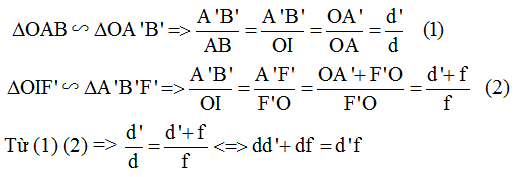 ΔOAB ∽ ΔOA'B' => A'B'/AB = A'B'/OI = OA'/OA = d'/d (1)
ΔOIF' ∽ ΔA'B'F' => A'B'/OI = A'F'/F'O = OA'+F'O/F'O = d'+f/f (2)
Từ (1) (2) => d'/d = d'+f/f <=> dd'+df = d'f